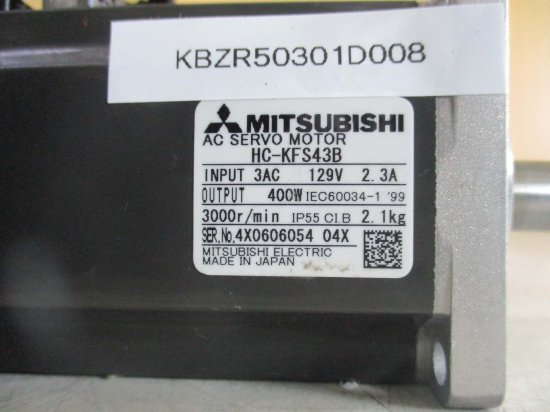 KBZR50301D008
MITSUBISHI
AC SERVO MOTOR
HC-KFS43B
INPUT 3AC 129V 2.3A
OUTPUT 400W IEC60034-1 '99
3000r/min IP55 CI.B 2.1kg
SER.No.4X0606054 04X
MITSUBISHI ELECTRIC
MADE IN JAPAN